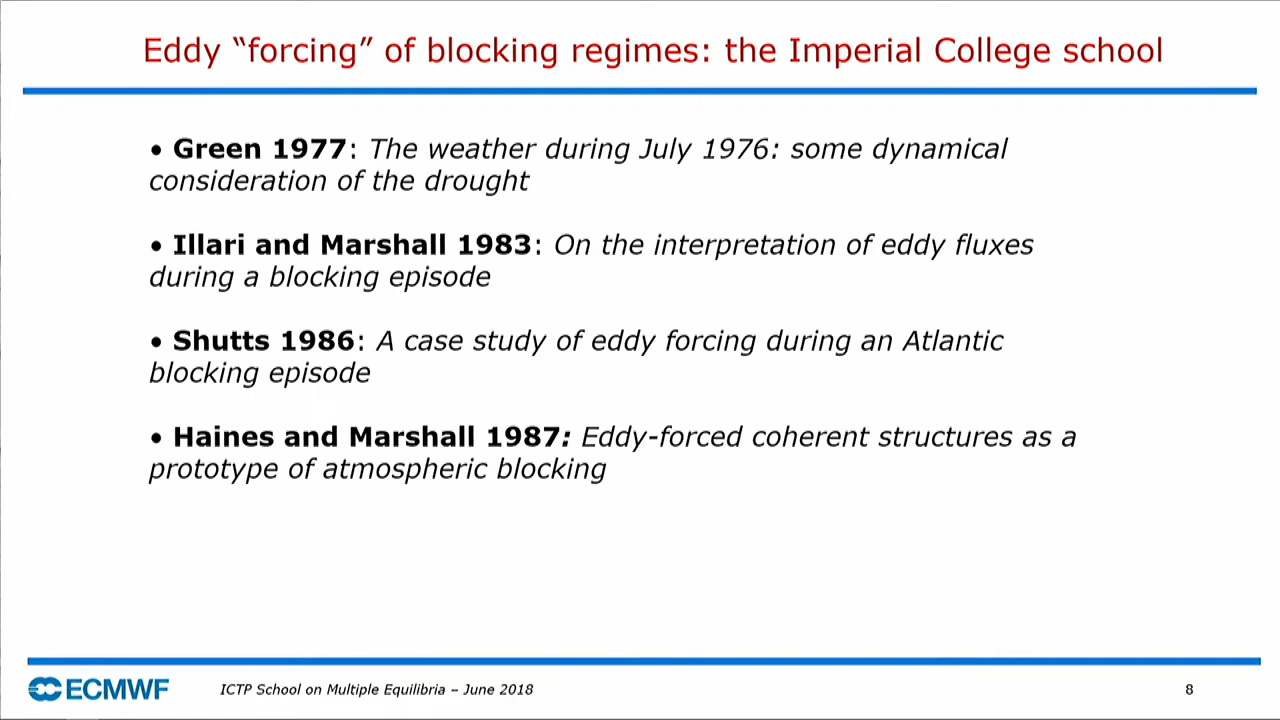 Eddy “forcing” of blocking regimes: the Imperial College school
• Green 1977: The weather during July 1976: some dynamical
consideration of the drought
• Illari and Marshall 1983: On the interpretation of eddy fluxes
during a blocking episode
• Shutts 1986: A case study of eddy forcing during an Atlantic
blocking episode
• Haines and Marshall 1987: Eddy-forced coherent structures as a
prototype of atmospheric blocking
ECMWF
ICTP School on Multiple Equilibria – June 2018
8